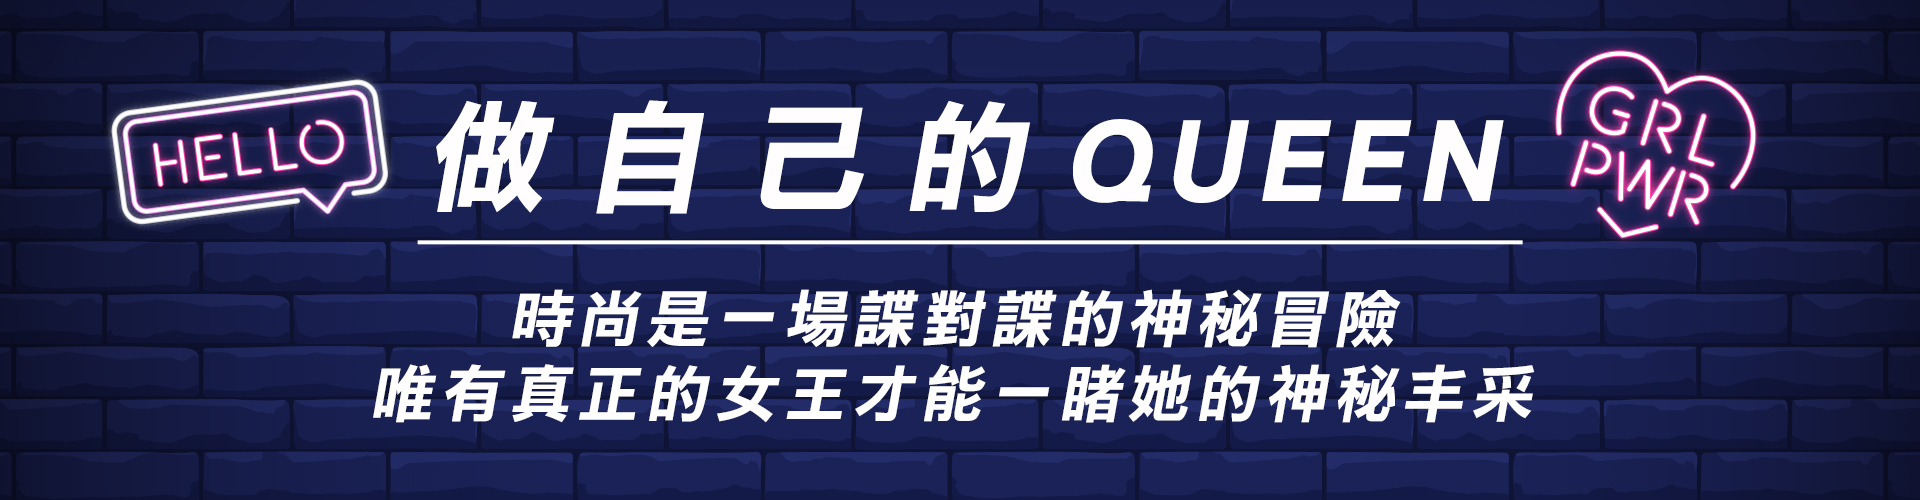 HELLO
做自己的QUEEN
GRL
PWR
時尚是一場諜對諜的神秘冒險
唯有真正的女王才能一睹她的神秘丰采